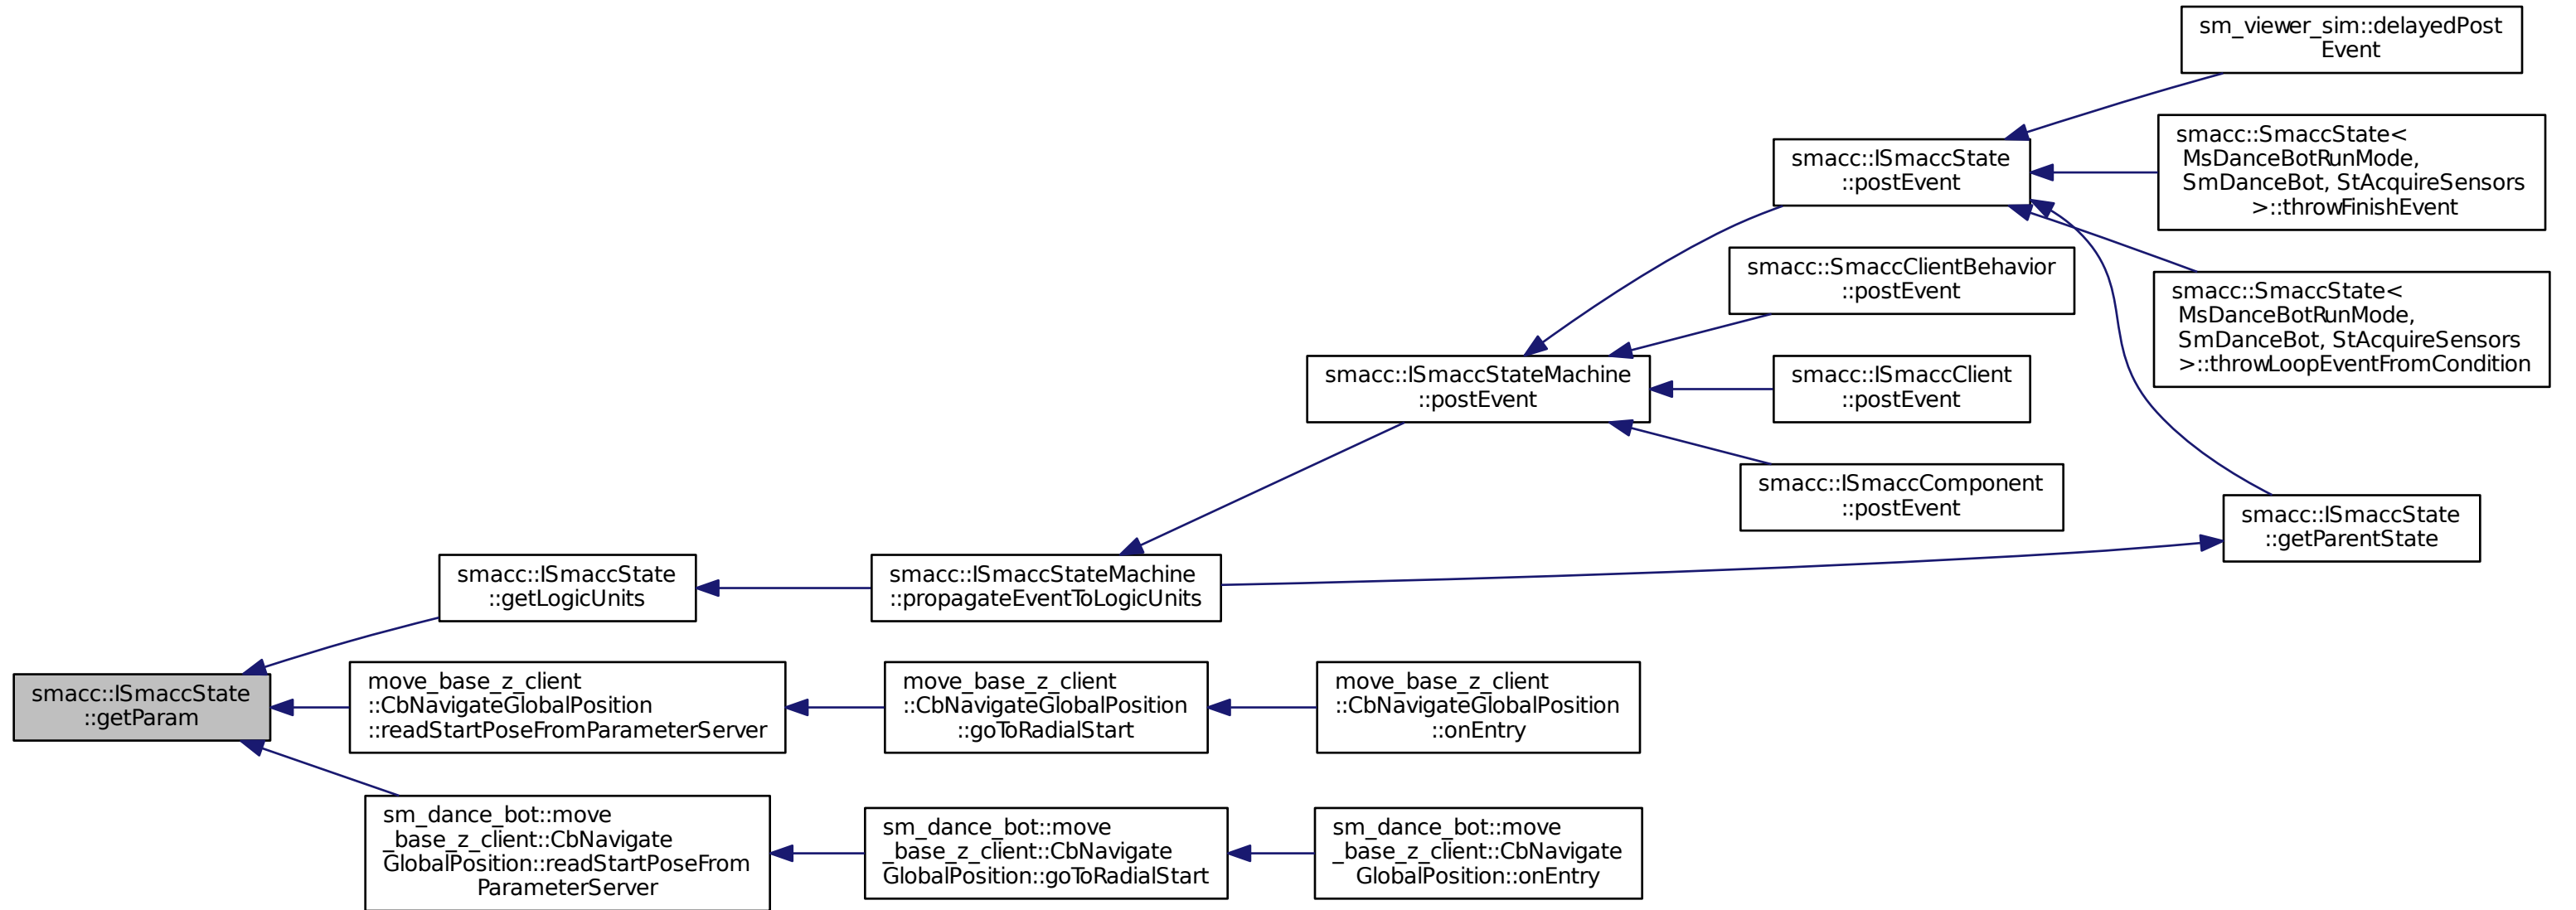 sm_viewer_sim::delayedPost
Event
smacc::SmaccState<
MsDanceBotRunMode,
SmDanceBot, StAcquireSensors
>::throwFinishEvent
smacc::ISmaccState
::postEvent
smacc::SmaccClientBehavior
::postEvent
smacc::SmaccState<
MsDanceBotRunMode,
SmDanceBot, StAcquireSensors
>::throwLoopEventFromCondition
smacc::ISmaccStateMachine
::postEvent
smacc::ISmaccClient
::postEvent
smacc::ISmaccComponent
::postEvent
smacc::ISmaccState
::getParentState
smacc::ISmaccState
::getLogicUnits
smacc::ISmaccStateMachine
::propagateEventToLogicUnits
smacc::ISmaccState
::getParam
move_base_z_client
::CbNavigateGlobalPosition
::readStartPoseFromParameterServer
move_base_z_client
::CbNavigateGlobalPosition
::goToRadialStart
move_base_z_client
::CbNavigateGlobalPosition
::onEntry
sm_dance_bot::move
_base_z_client::CbNavigate
GlobalPosition::readStartPoseFrom
ParameterServer
sm_dance_bot::move
_base_z_client::CbNavigate
GlobalPosition::goToRadialStart
sm_dance_bot::move
_base_z_client::CbNavigate
GlobalPosition::onEntry